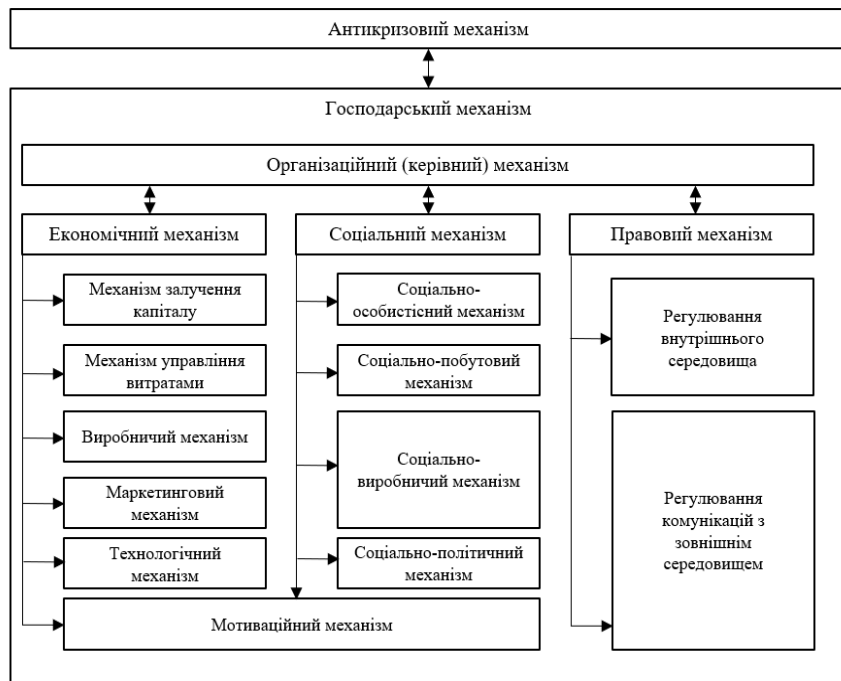 Антикризовий механізм
Господарський механізм
Організаційний (керівний) механізм
Економічний механізм
Механізм залучення
капіталу
Механізм управління
витратами
Виробничий механізм
Маркетинговий
механізм
Технологічний
механізм
Соціальний механізм
Соціально-
особистісний механізм
Соціально-побутовий
механізм
Соціально-
виробничий механізм
Соціально-політичний
механізм
Мотиваційний механізм
Правовий механізм
Регулювання
внутрішнього
середовища
Регулювання
комунікацій з
зовнішнім
середовищем